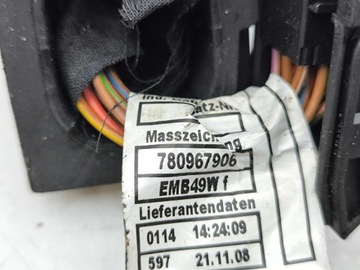 Masszeich
780967906
EMB49W f
Lieferantendaten
0114 14:24:09
597 21.11.08